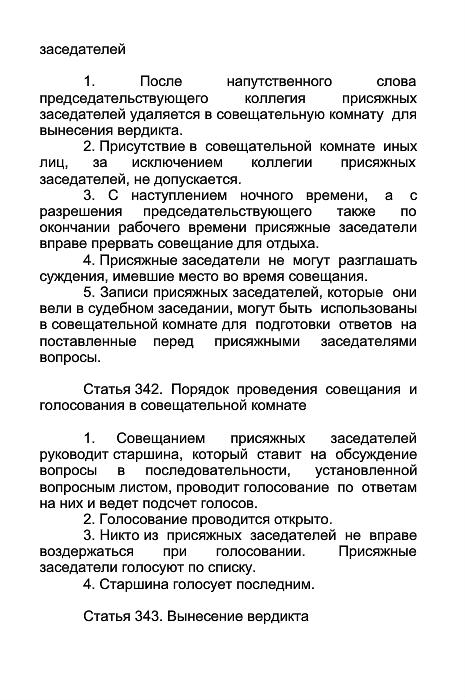 заседателей
1. После напутственного слова
председательствующего коллегия присяжных
заседателей удаляется в совещательную комнату для
вынесения вердикта.
2. Присутствие в совещательной комнате иных
лиц, за исключением коллегии присяжных
заседателей, не допускается.
3. С наступлением ночного времени, а с
разрешения председательствующего также по
окончании рабочего времени присяжные заседатели
вправе прервать совещание для отдыха.
4. Присяжные заседатели не могут разглашать
суждения, имевшие место во время совещания.
5. Записи присяжных заседателей, которые они
вели в судебном заседании, могут быть использованы
в совещательной комнате для подготовки ответов на
поставленные перед присяжными заседателями
вопросы.
Статья 342. Порядок проведения совещания и
голосования в совещательной комнате
1. Совещанием присяжных заседателей
руководит старшина, который ставит на обсуждение
вопросы в последовательности, установленной
вопросным листом, проводит голосование по ответам
на них и ведет подсчет голосов.
2. Голосование проводится открыто.
3. Никто из присяжных заседателей не вправе
воздержаться при голосовании. Присяжные
заседатели голосуют по списку.
4. Старшина голосует последним.
Статья 343. Вынесение вердикта